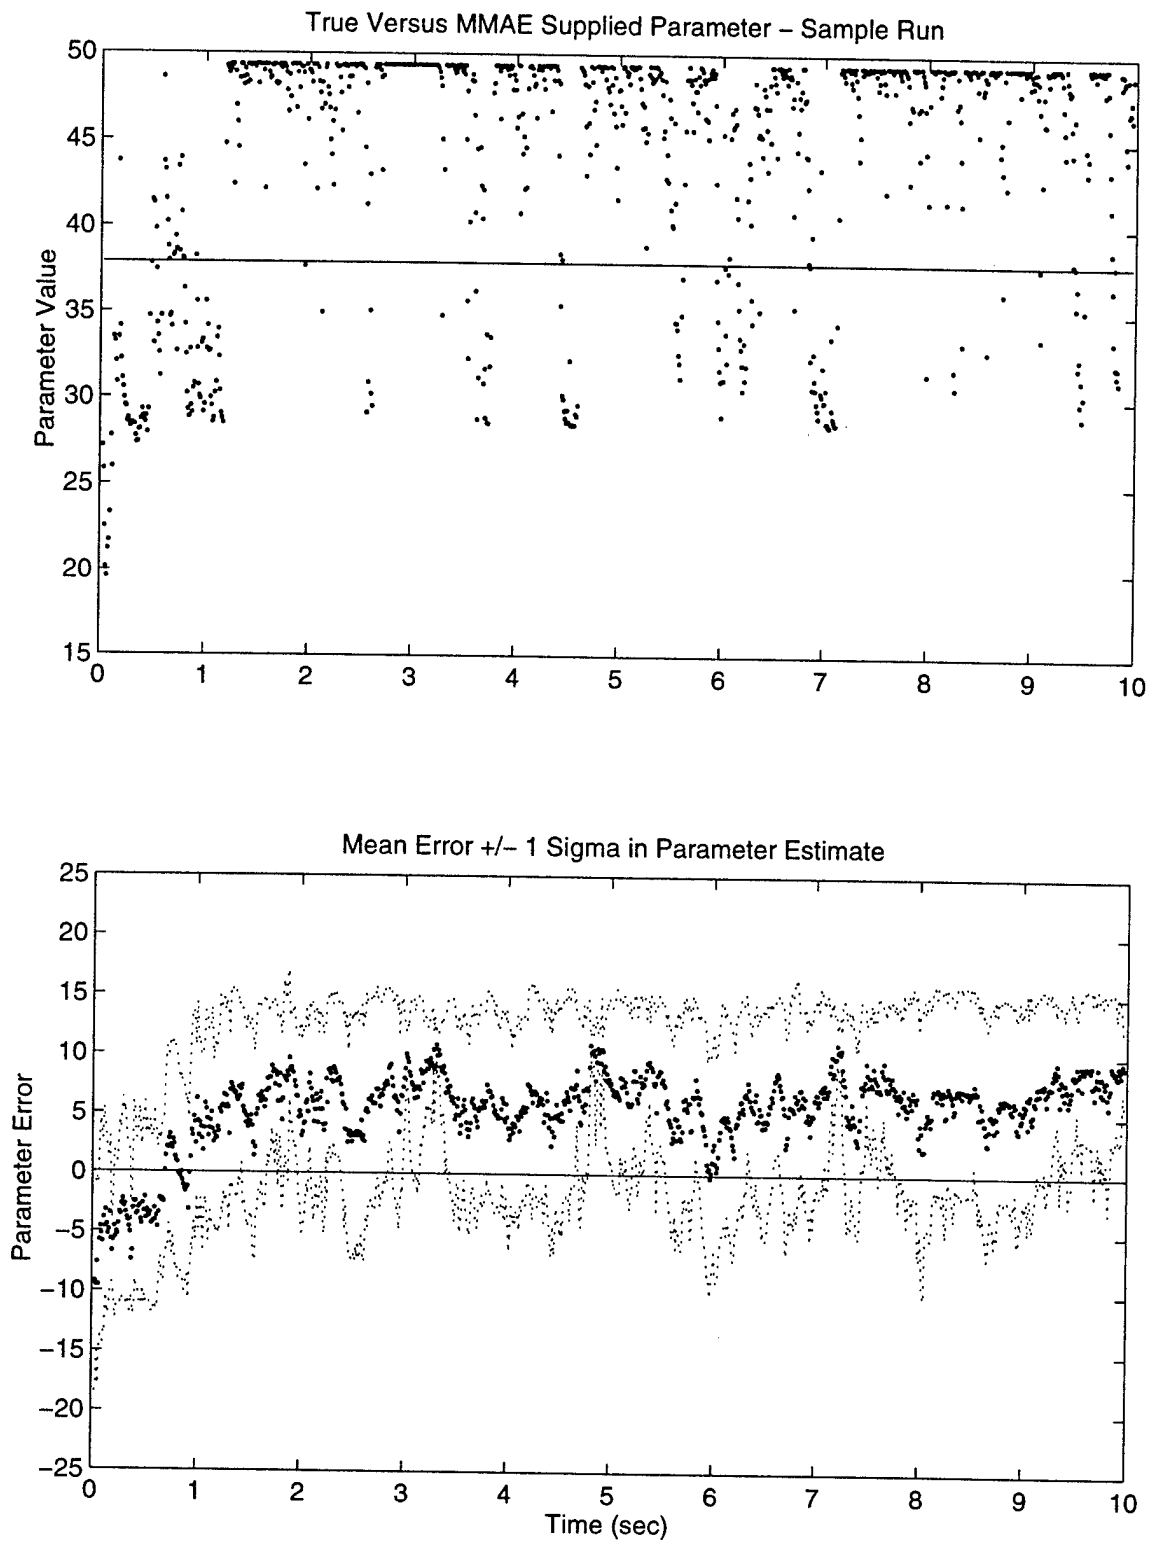 True Versus MMAE Supplied Parameter – Sample Run
Parameter Value
50
45
40
35
30
25
20
15
0 1 2 3 4 5 6 7 8 9 10
Mean Error +/– 1 Sigma in Parameter Estimate
Parameter Error
25
20
15
10
5
0
−5
−10
−15
−20
−25
0 1 2 3 4 5 6 7 8 9 10
Time (sec)